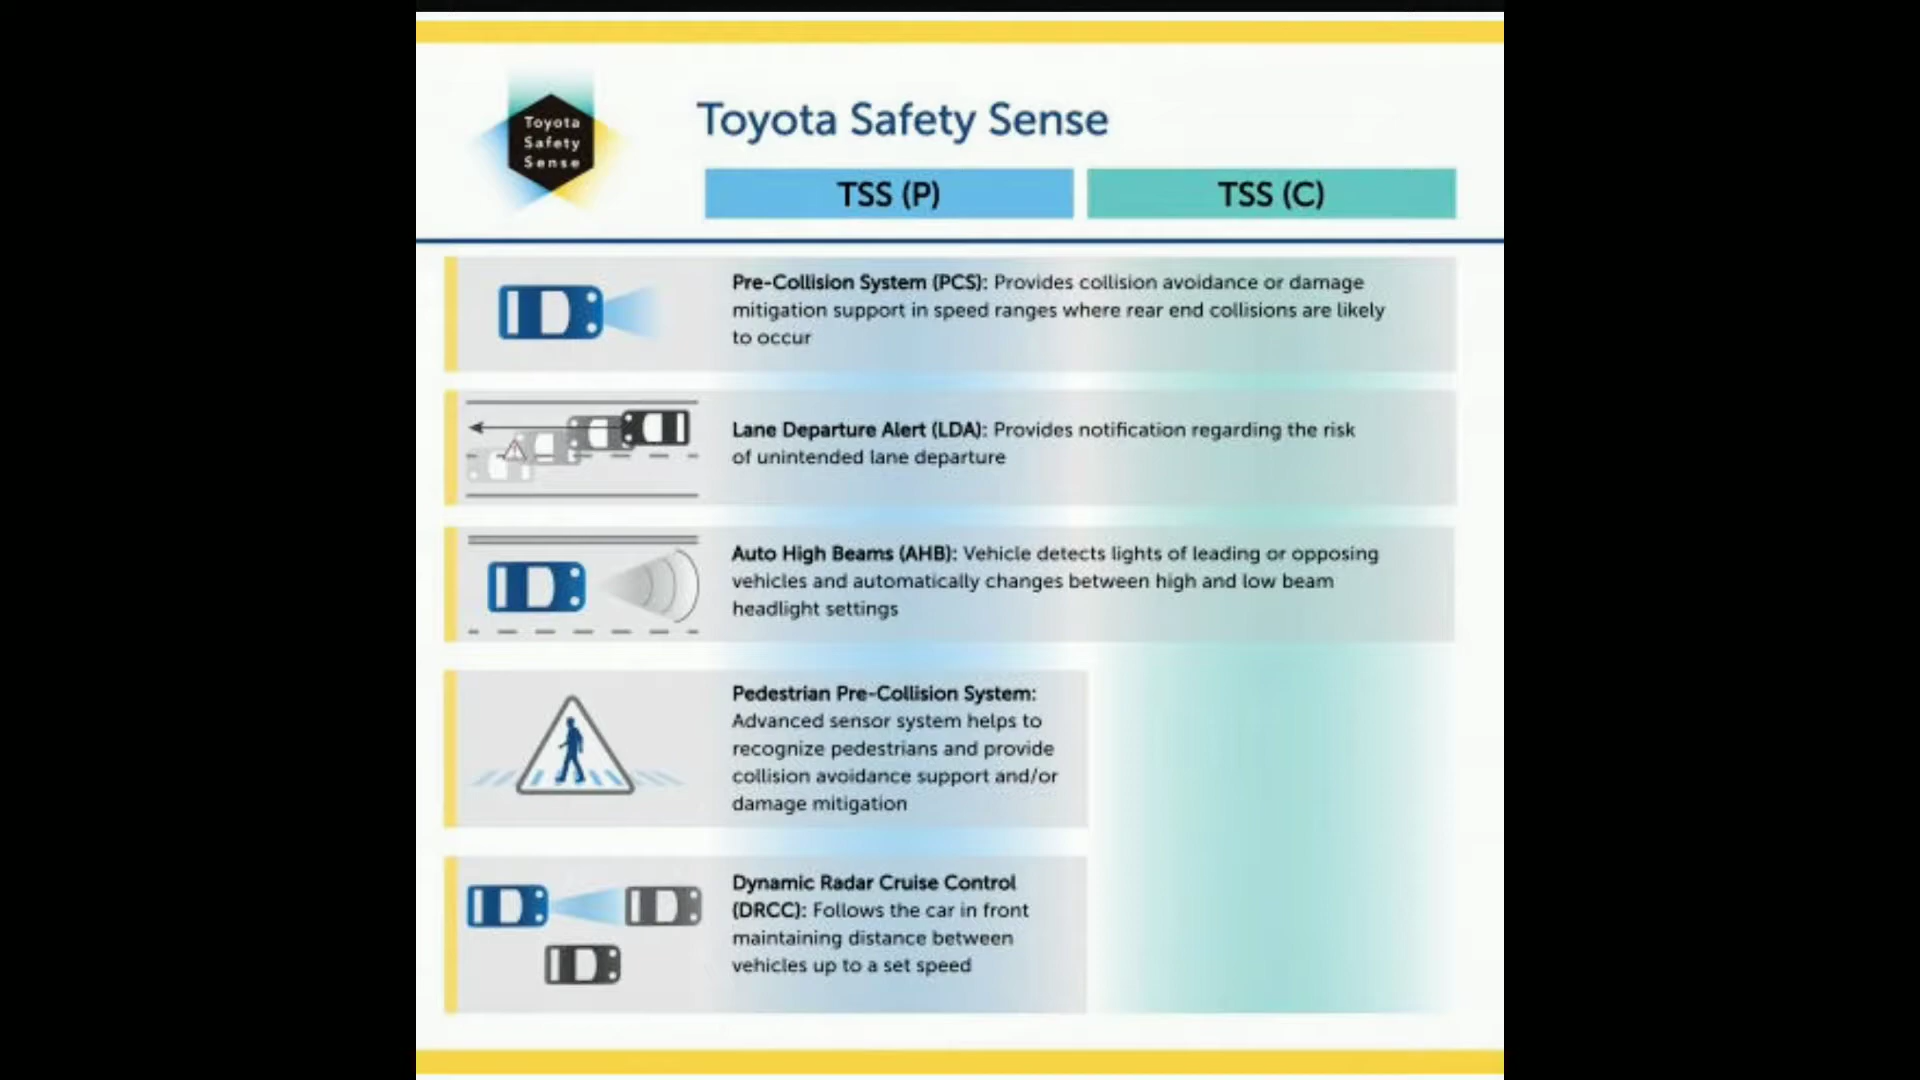 Toyota
Safety
Sense
Toyota Safety Sense
TSS (P)
TSS (C)
Pre-Collision System (PCS): Provides collision avoidance or damage
mitigation support in speed ranges where rear end collisions are likely
to occur
Lane Departure Alert (LDA): Provides notification regarding the risk
of unintended lane departure
Auto High Beams (AHB): Vehicle detects lights of leading or opposing
vehicles and automatically changes between high and low beam
headlight settings
Pedestrian Pre-Collision System:
Advanced sensor system helps to
recognize pedestrians and provide
collision avoidance support and/or
damage mitigation
Dynamic Radar Cruise Control
(DRCC): Follows the car in front
maintaining distance between
vehicles up to a set speed